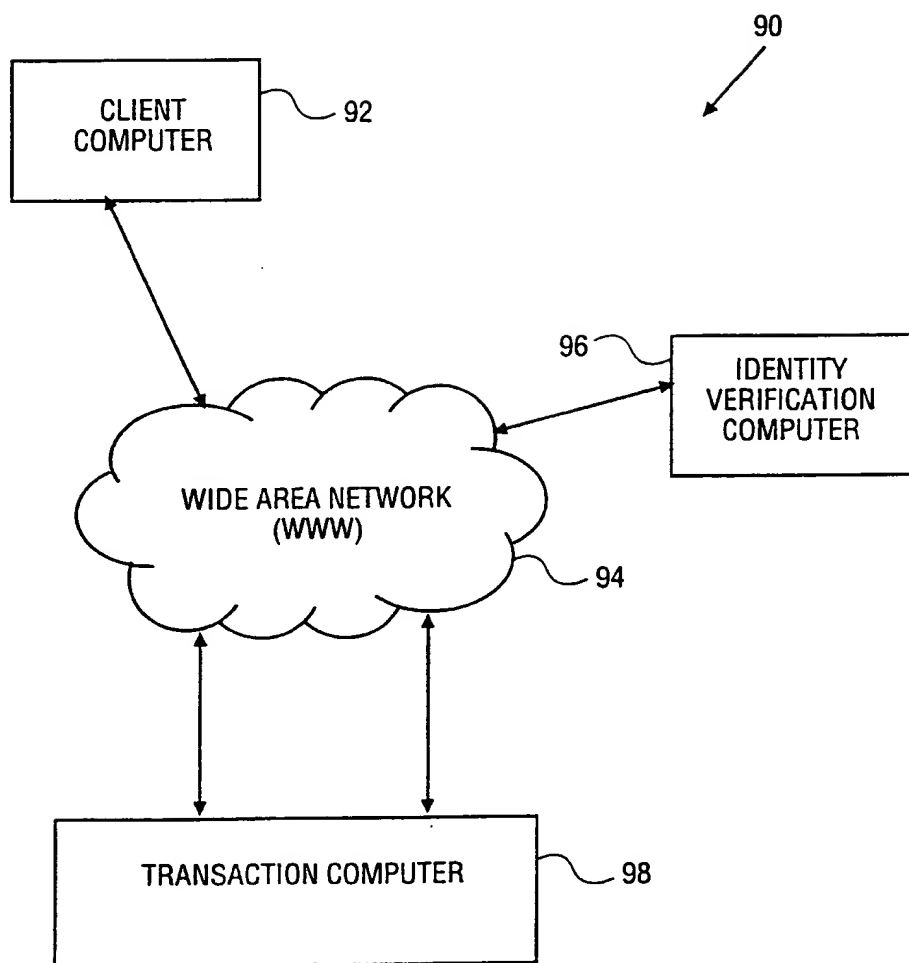 90
CLIENT
COMPUTER
92
96
IDENTITY
VERIFICATION
COMPUTER
WIDE AREA NETWORK
(WWW)
94
TRANSACTION COMPUTER
98